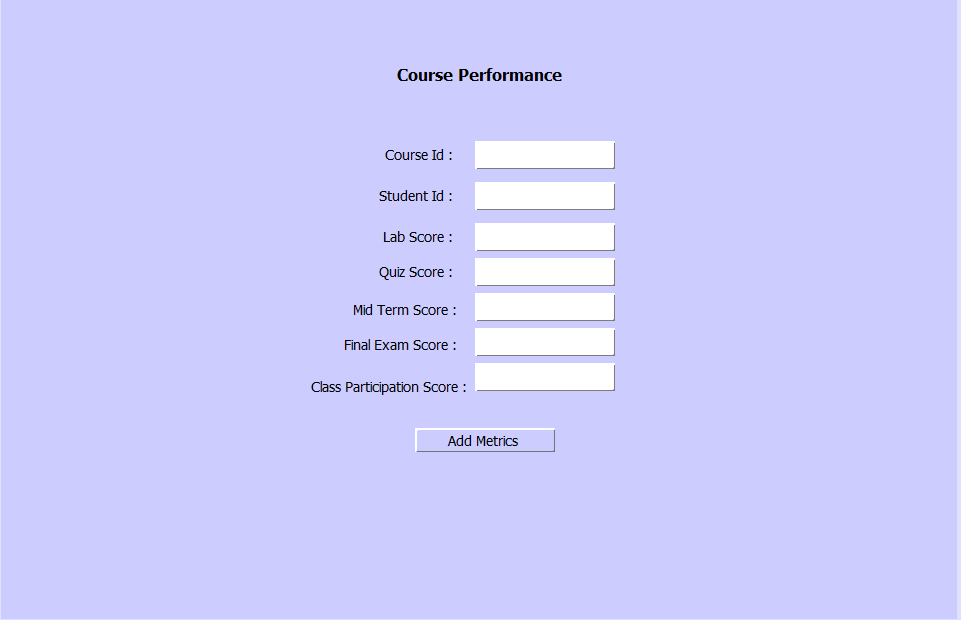 Course Performance
Course Id :
Student Id :
Lab Score :
Quiz Score :
Mid Term Score :
Final Exam Score :
Class Participation Score :
Add Metrics